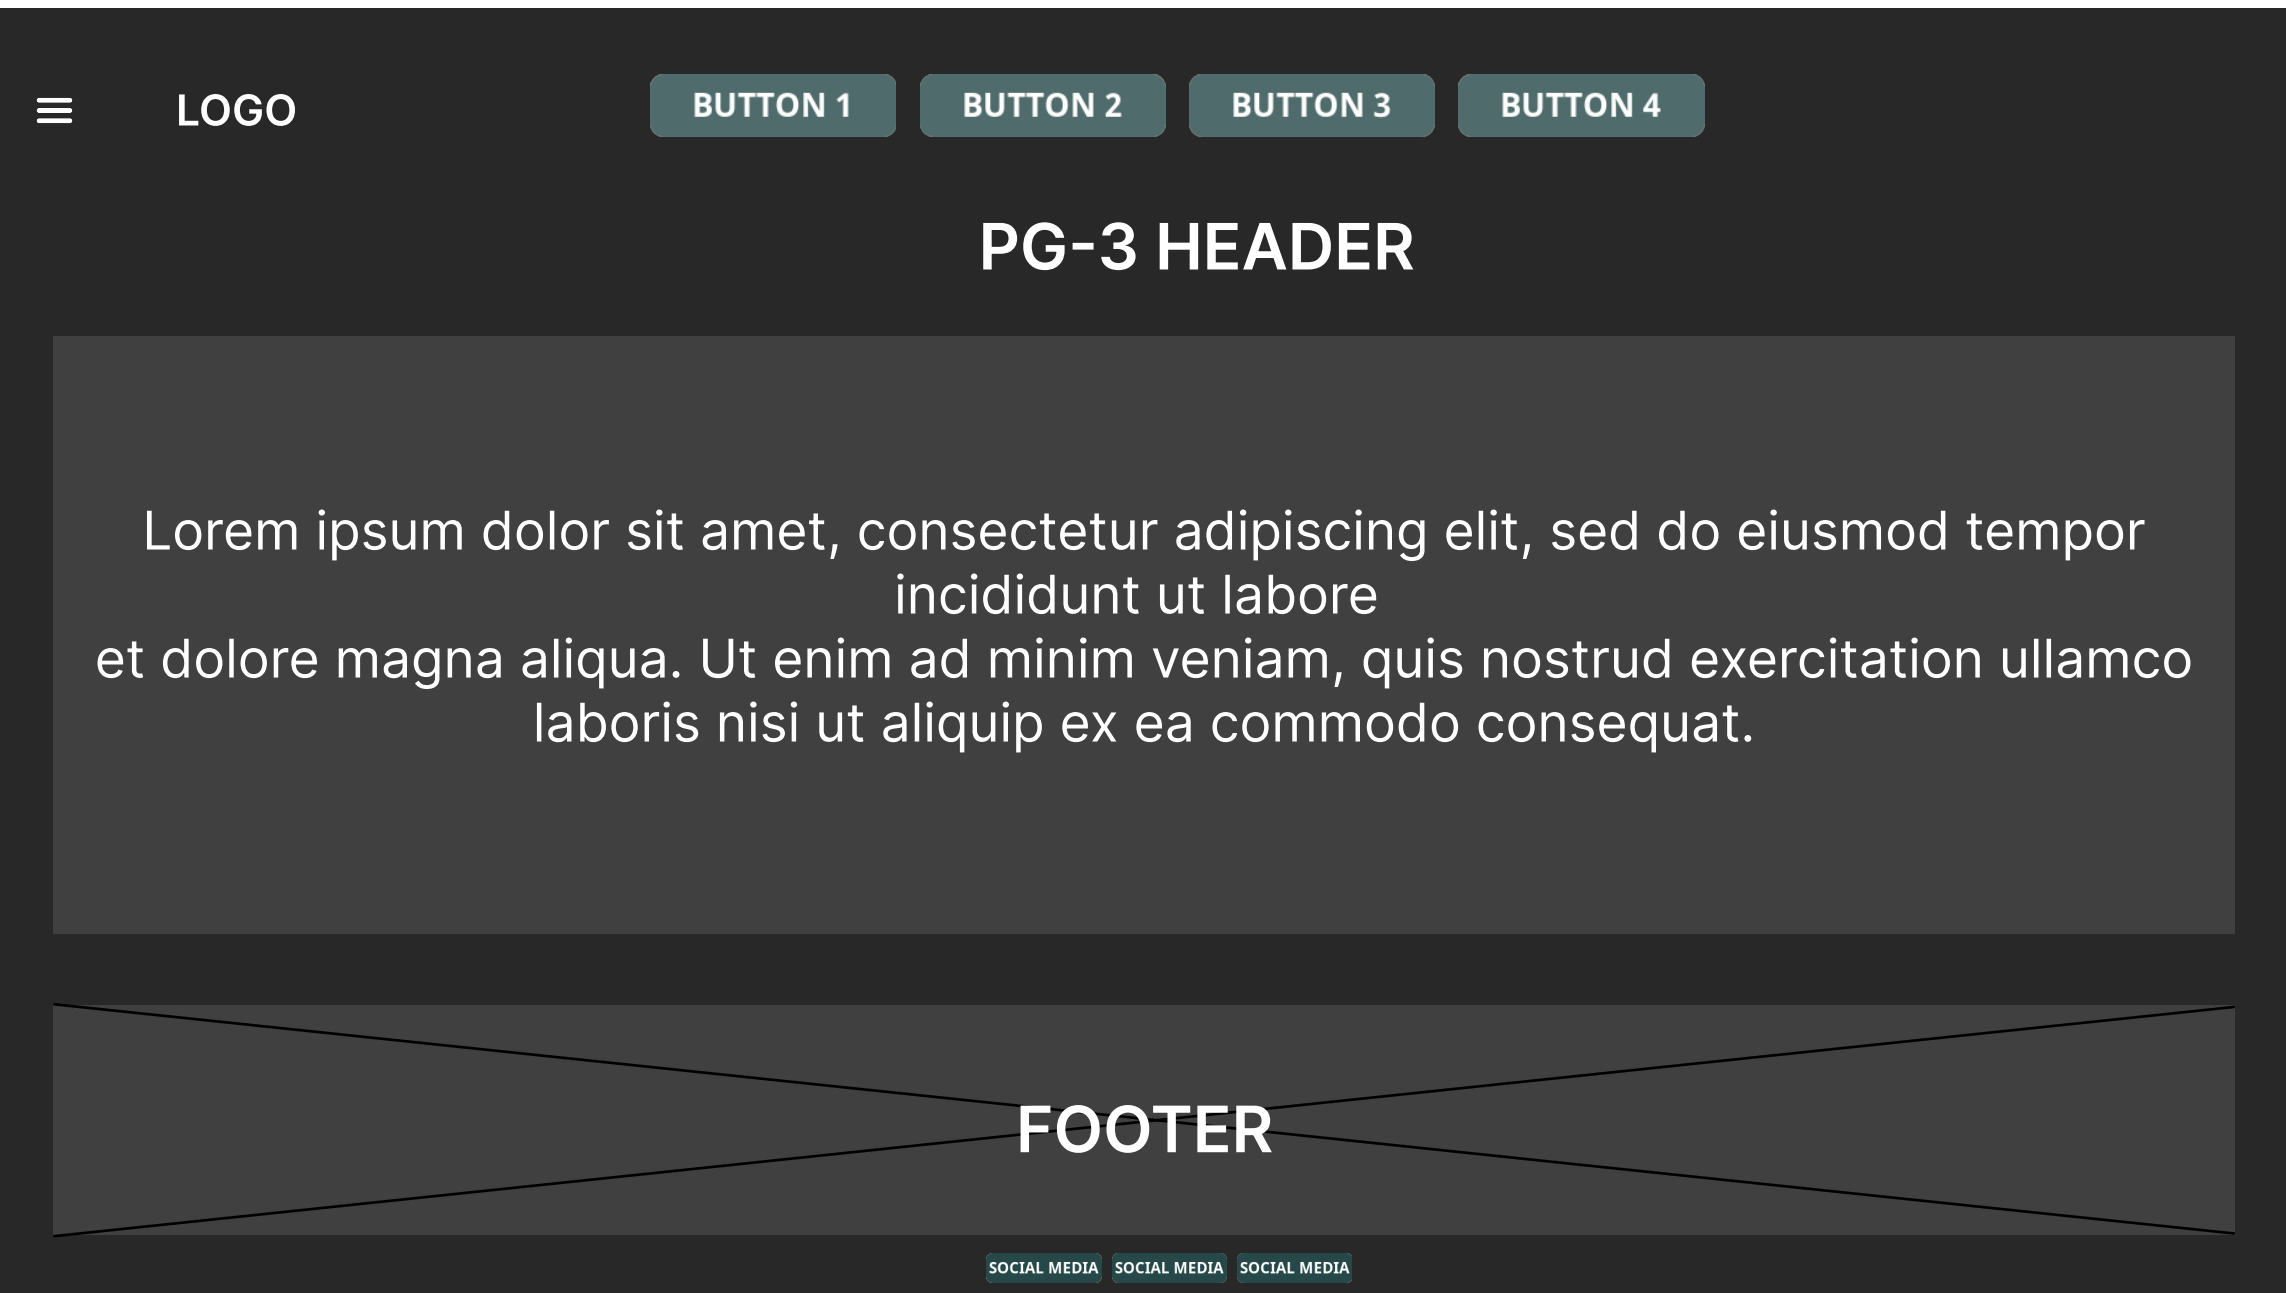 LOGO
BUTTON 1
BUTTON 2
BUTTON 3
BUTTON 4
PG-3 HEADER
Lorem ipsum dolor sit amet, consectetur adipiscing elit, sed do eiusmod tempor
incididunt ut labore
et dolore magna aliqua. Ut enim ad minim veniam, quis nostrud exercitation ullamco
laboris nisi ut aliquip ex ea commodo consequat.
FOOTER
SOCIAL MEDIA
SOCIAL MEDIA
SOCIAL MEDIA